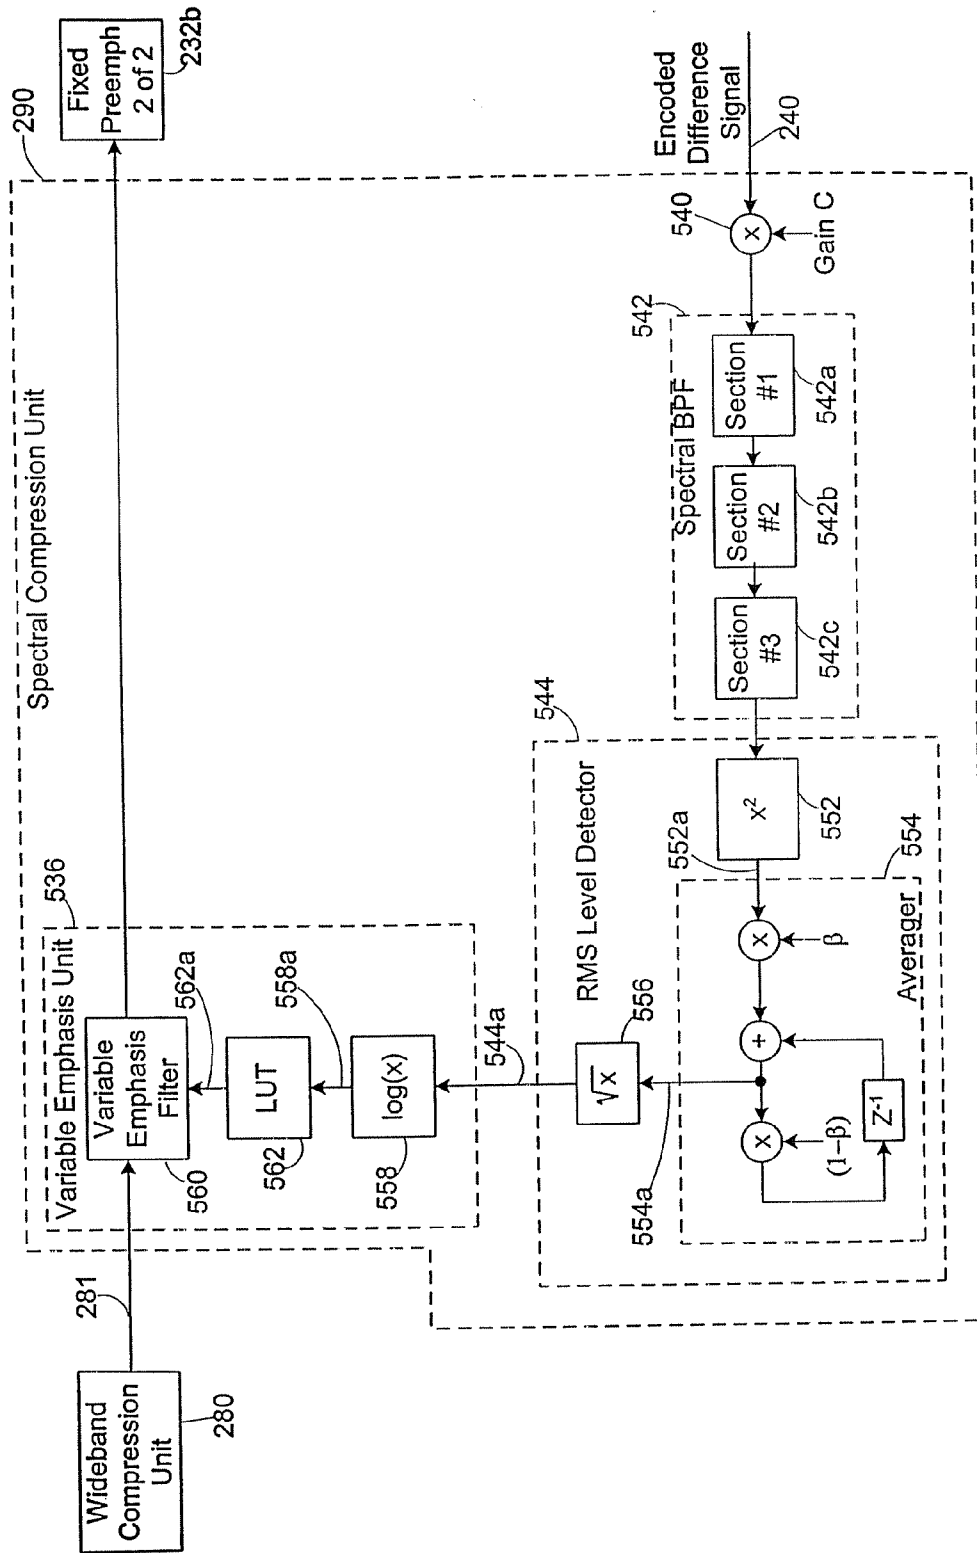 Spectral Compression Unit
290
Wideband
Compression
Unit
280
281
Variable Emphasis Unit
536
Variable
Emphasis
Filter
560
562a
LUT
562
558a
log(x)
558
544a
Fixed
Preemph
2 of 2
232b
RMS Level Detector
544
√x
556
554a
Averager
554
x
(1–β)
Z-1
+
x
β
552a
x2
552
Spectral BPF
542
Section
#3
542c
Section
#2
542b
Section
#1
542a
x
540
Gain C
Encoded
Difference
Signal
240